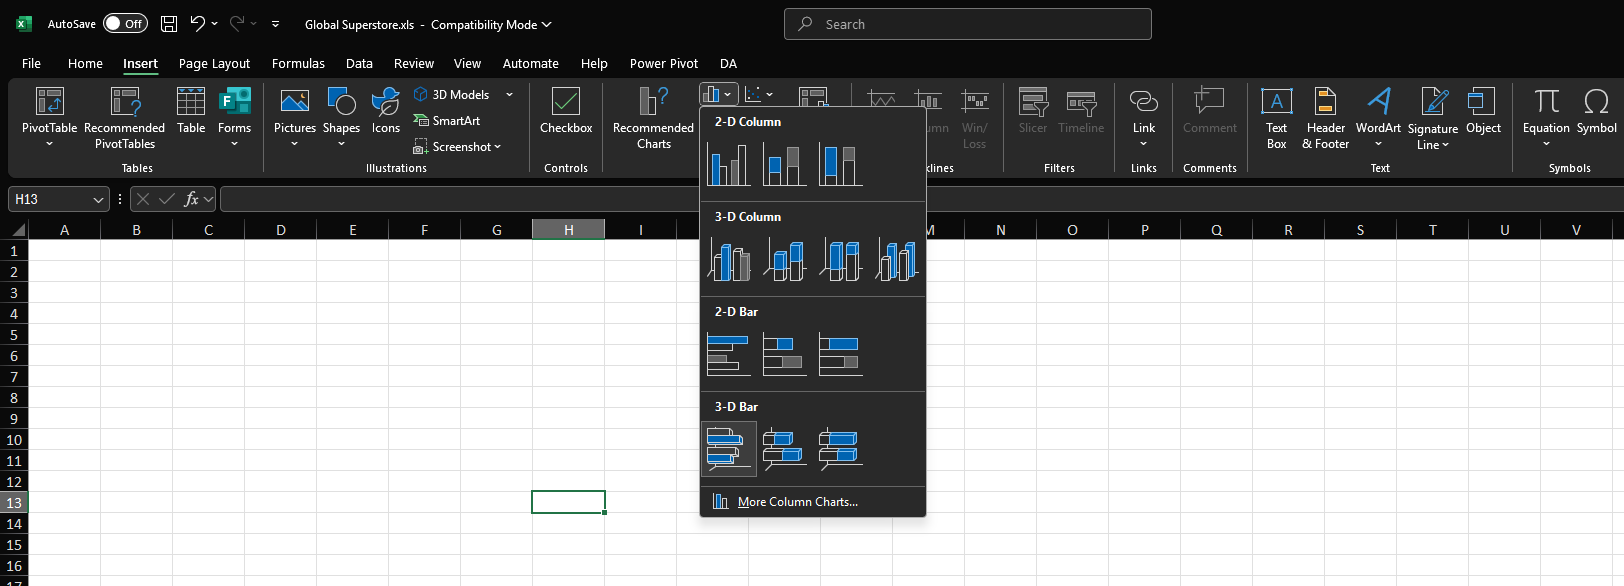 AutoSave Off Global Superstore.xls - Compatibility Mode Search
File Home Insert Page Layout Formulas Data Review View Automate Help Power Pivot DA
PivotTable Recommended PivotTables Table Forms
Tables
Pictures Shapes Icons 3D Models SmartArt Screenshot
Illustrations
Checkbox
Controls
Recommended Charts
Win/ Loss
Slicer Timeline
Filters
Link
Links
Comment
Comments
Text Box Header & Footer WordArt Signature Line Object
Text
Equation Symbol
Symbols
H13 fx
2-D Column
3-D Column
2-D Bar
3-D Bar
More Column Charts...
A B C D E F G H I M N O P Q R S T U V
1
2
3
4
5
6
7
8
9
10
11
12
13
14
15
16
17